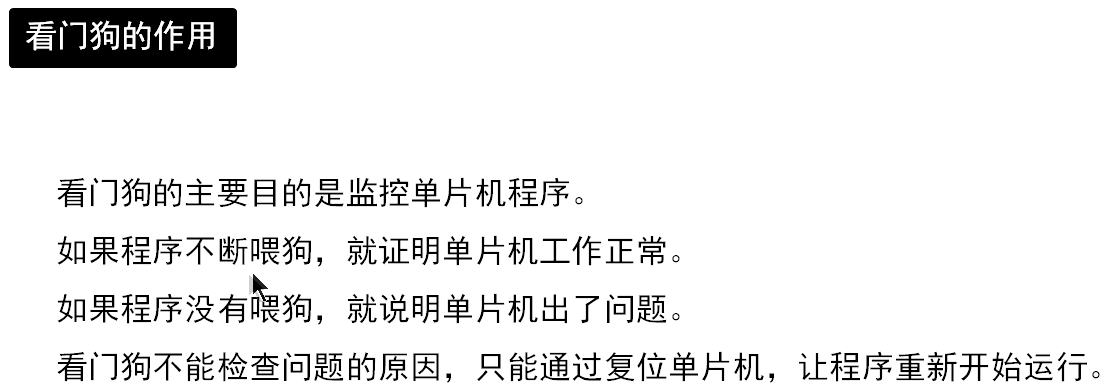 看门狗的作用
看门狗的主要目的是监控单片机程序。
如果程序不断喂狗，就证明单片机工作正常。
如果程序没有喂狗，就说明单片机出了问题。
看门狗不能检查问题的原因，只能通过复位单片机，让程序重新开始运行。